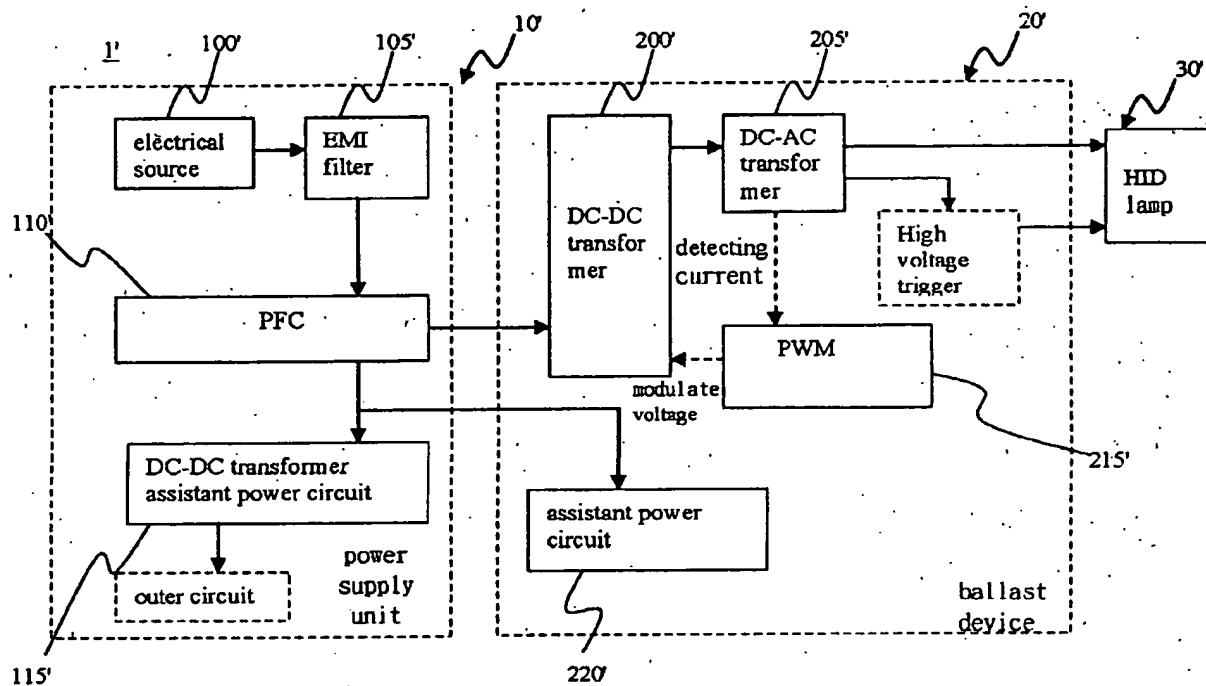 1'
100'
105'
10'
200'
205'
20'
30'
electrical
source
EMI
filter
110'
PFC
DC-DC transformer
assistant power circuit
outer circuit
power
supply
unit
115'
DC-DC
transfor
mer
DC-AC
transfor
mer
detecting
current
High
voltage
trigger
HID
lamp
PWM
modulate
voltage
215'
assistant power
circuit
220'
ballast
device